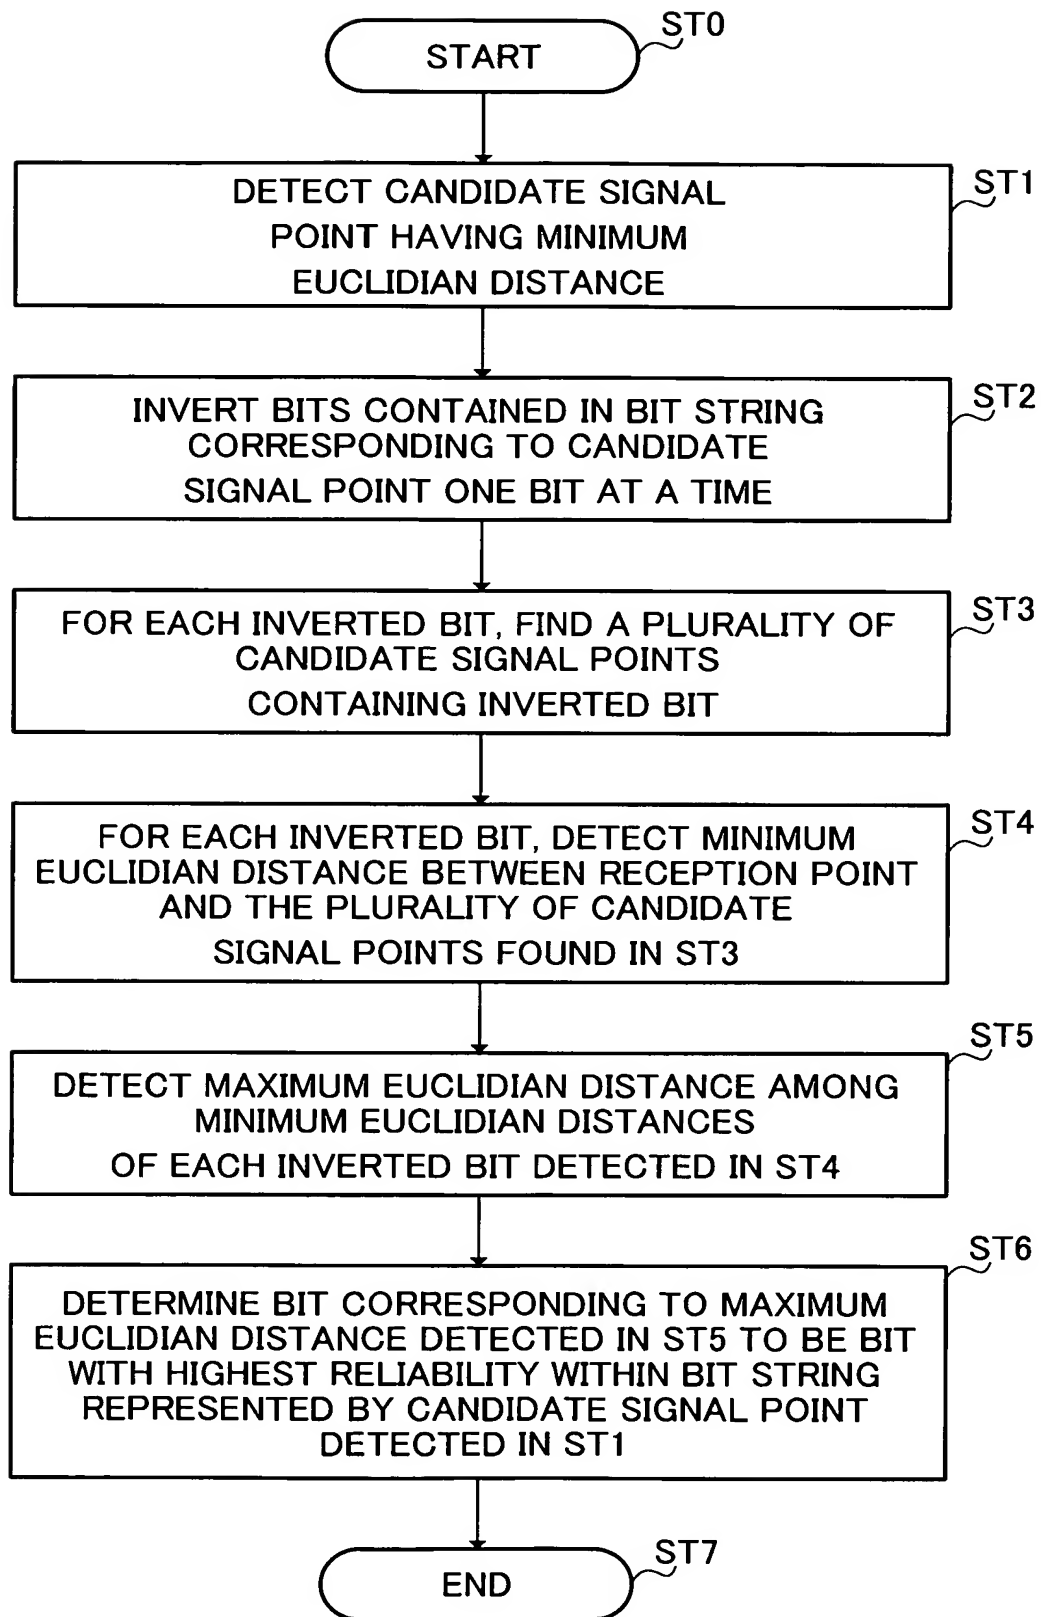 ST0
START
ST1
DETECT CANDIDATE SIGNAL
POINT HAVING MINIMUM
EUCLIDIAN DISTANCE
ST2
INVERT BITS CONTAINED IN BIT STRING
CORRESPONDING TO CANDIDATE
SIGNAL POINT ONE BIT AT A TIME
ST3
FOR EACH INVERTED BIT, FIND A PLURALITY OF
CANDIDATE SIGNAL POINTS
CONTAINING INVERTED BIT
ST4
FOR EACH INVERTED BIT, DETECT MINIMUM
EUCLIDIAN DISTANCE BETWEEN RECEPTION POINT
AND THE PLURALITY OF CANDIDATE
SIGNAL POINTS FOUND IN ST3
ST5
DETECT MAXIMUM EUCLIDIAN DISTANCE AMONG
MINIMUM EUCLIDIAN DISTANCES
OF EACH INVERTED BIT DETECTED IN ST4
ST6
DETERMINE BIT CORRESPONDING TO MAXIMUM
EUCLIDIAN DISTANCE DETECTED IN ST5 TO BE BIT
WITH HIGHEST RELIABILITY WITHIN BIT STRING
REPRESENTED BY CANDIDATE SIGNAL POINT
DETECTED IN ST1
ST7
END